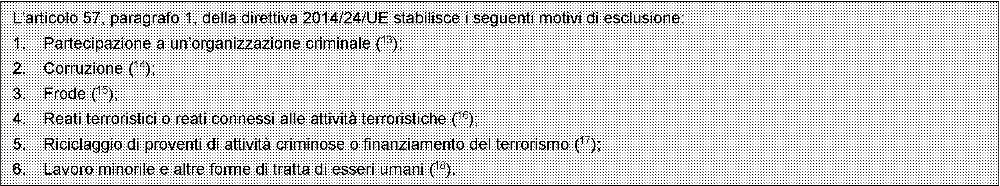 L’articolo 57, paragrafo 1, della direttiva 2014/24/UE stabilisce i seguenti motivi di esclusione:
1. Partecipazione a un’organizzazione criminale (13);
2. Corruzione (14);
3. Frode (15);
4. Reati terroristici o reati connessi alle attività terroristiche (16);
5. Riciclaggio di proventi di attività criminose o finanziamento del terrorismo (17);
6. Lavoro minorile e altre forme di tratta di esseri umani (18).